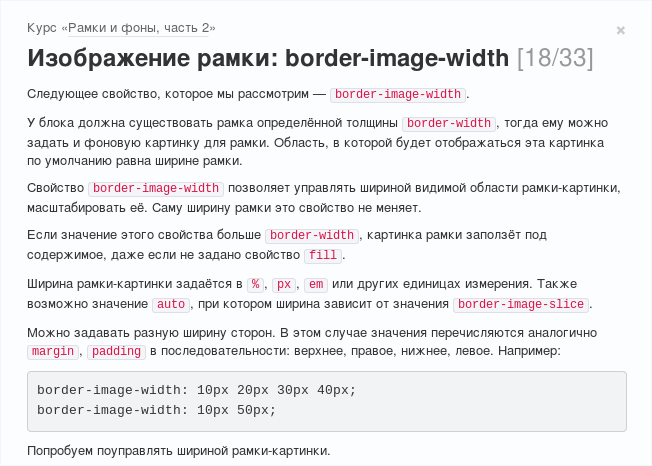 Курс «Рамки и фоны, часть 2»
×
Изображение рамки: border-image-width [18/33]
Следующее свойство, которое мы рассмотрим — border-image-width.
У блока должна существовать рамка определённой толщины border-width, тогда ему можно
задать и фоновую картинку для рамки. Область, в которой будет отображаться эта картинка
по умолчанию равна ширине рамки.
Свойство border-image-width позволяет управлять шириной видимой области рамки-картинки,
масштабировать её. Саму ширину рамки это свойство не меняет.
Если значение этого свойства больше border-width, картинка рамки заползёт под
содержимое, даже если не задано свойство fill.
Ширина рамки-картинки задаётся в %, px, em или других единицах измерения. Также
возможно значение auto, при котором ширина зависит от значения border-image-slice.
Можно задавать разную ширину сторон. В этом случае значения перечисляются аналогично
margin, padding в последовательности: верхнее, правое, нижнее, левое. Например:
border-image-width: 10px 20px 30px 40px;
border-image-width: 10px 50px;
Попробуем поуправлять шириной рамки-картинки.